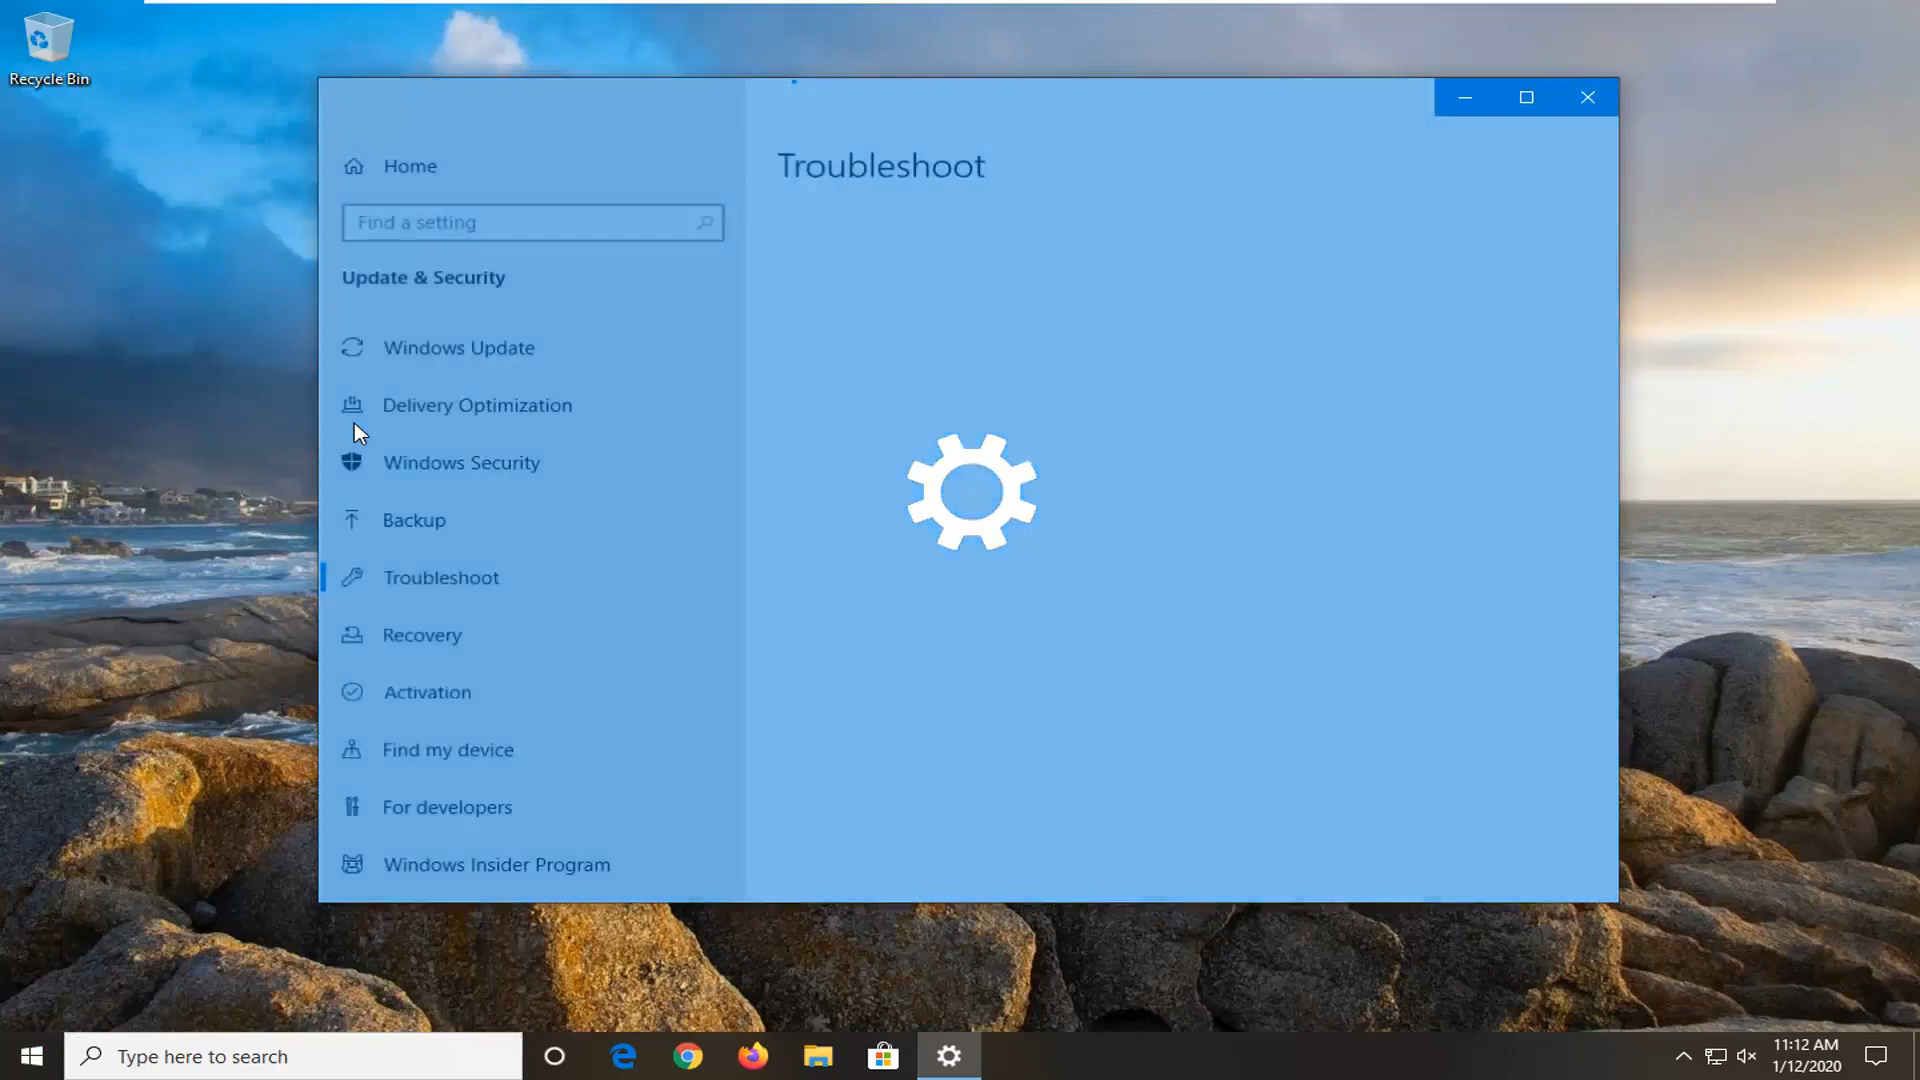 Recycle Bin
Home
Troubleshoot
Find a setting
Update & Security
Windows Update
Delivery Optimization
Windows Security
Backup
Troubleshoot
Recovery
Activation
Find my device
For developers
Windows Insider Program
Type here to search
11:12 AM
1/12/2020